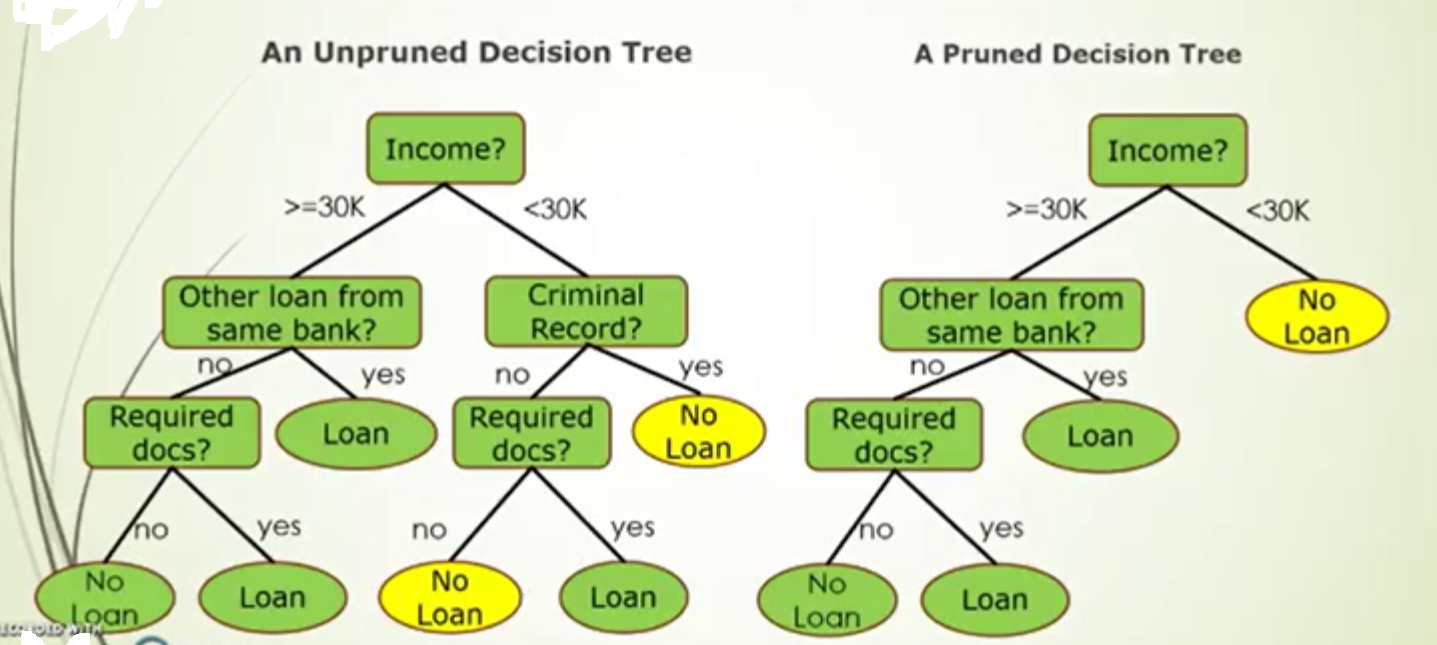 An Unpruned Decision Tree
Income?
>=30K
<30K
Other loan from
same bank?
Criminal
Record?
no
yes
no
yes
Required
docs?
Loan
Required
docs?
No
Loan
no
yes
no
yes
No
Loan
Loan
No
Loan
Loan
A Pruned Decision Tree
Income?
>=30K
<30K
Other loan from
same bank?
No
Loan
no
yes
Required
docs?
Loan
no
yes
No
Loan
Loan
RECORDED WITH